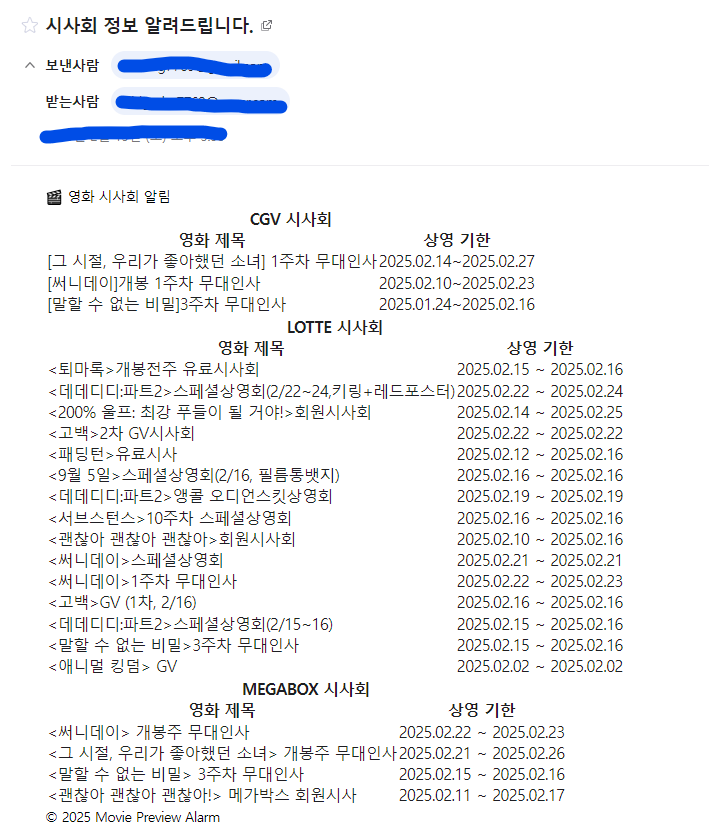 시사회 정보 알려드립니다.
보낸사람
받는사람
영화 시사회 알림
CGV 시사회
영화 제목 상영 기한
[그 시절, 우리가 좋아했던 소녀] 1주차 무대인사 2025.02.14~2025.02.27
[써니데이]개봉 1주차 무대인사 2025.02.10~2025.02.23
[말할 수 없는 비밀]3주차 무대인사 2025.01.24~2025.02.16
LOTTE 시사회
영화 제목 상영 기한
<퇴마록>개봉전주 유료시사회 2025.02.15 ~ 2025.02.16
<데데디디:파트2>스페셜상영회(2/22~24,키링+레드포스터) 2025.02.22 ~ 2025.02.24
<200% 울프: 최강 푸들이 될 거야!>회원시사회 2025.02.14 ~ 2025.02.25
<고백>2차 GV시사회 2025.02.22 ~ 2025.02.22
<패딩턴>유료시사 2025.02.12 ~ 2025.02.16
<9월 5일>스페셜상영회(2/16, 필름통뱃지) 2025.02.16 ~ 2025.02.16
<데데디디:파트2>앵콜 오디언스킷상영회 2025.02.19 ~ 2025.02.19
<서브스턴스>10주차 스페셜상영회 2025.02.16 ~ 2025.02.16
<괜찮아 괜찮아 괜찮아>회원시사회 2025.02.10 ~ 2025.02.16
<써니데이>스페셜상영회 2025.02.21 ~ 2025.02.21
<써니데이>1주차 무대인사 2025.02.22 ~ 2025.02.23
<고백>GV (1차, 2/16) 2025.02.16 ~ 2025.02.16
<데데디디:파트2>스페셜상영회(2/15~16) 2025.02.15 ~ 2025.02.16
<말할 수 없는 비밀>3주차 무대인사 2025.02.15 ~ 2025.02.16
<애니멀 킹덤> GV 2025.02.02 ~ 2025.02.02
MEGABOX 시사회
영화 제목 상영 기한
<써니데이> 개봉주 무대인사 2025.02.22 ~ 2025.02.23
<그 시절, 우리가 좋아했던 소녀> 개봉주 무대인사 2025.02.21 ~ 2025.02.26
<말할 수 없는 비밀> 3주차 무대인사 2025.02.15 ~ 2025.02.16
<괜찮아 괜찮아 괜찮아!> 메가박스 회원시사 2025.02.11 ~ 2025.02.17
© 2025 Movie Preview Alarm